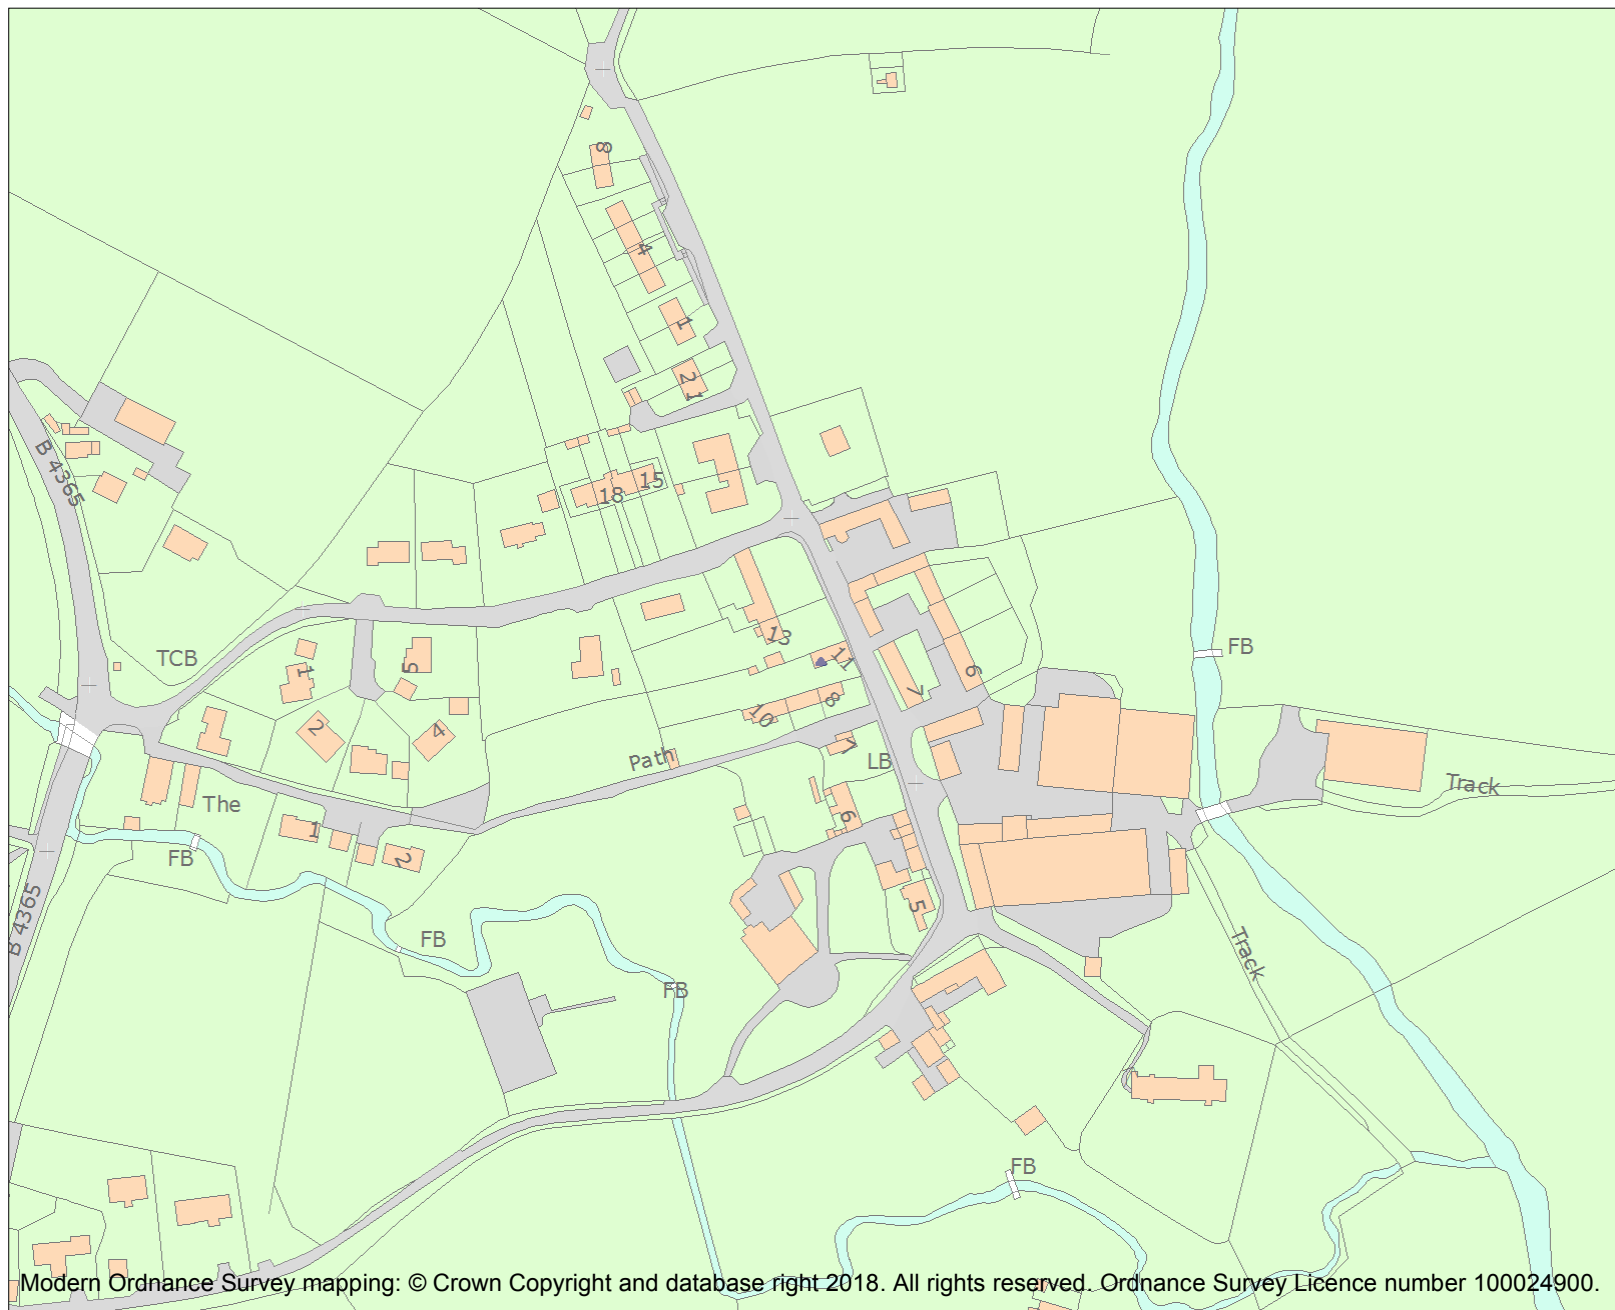 8
4
1
21
B 4365
15
18
TCB
1
5
13
11
6
7
FB
2
4
8
10
Path
7
LB
The
1
6
Track
FB
2
5
B 4365
FB
Track
FB
FB
Modern Ordnance Survey mapping: © Crown Copyright and database right 2018. All rights reserved. Ordnance Survey Licence number 100024900.